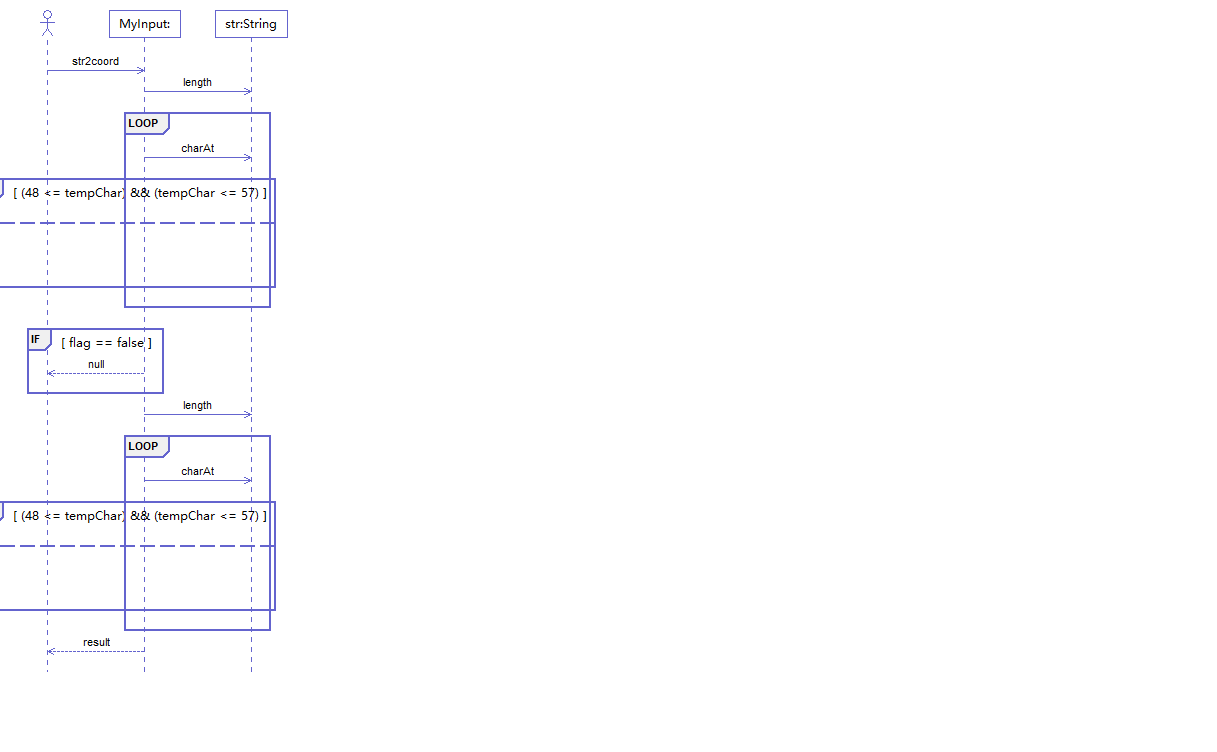 MyInput:
str:String
str2coord
length
LOOP
charAt
[ (48 <= tempChar) && (tempChar <= 57) ]
IF
[ flag == false ]
null
length
LOOP
charAt
[ (48 <= tempChar) && (tempChar <= 57) ]
result